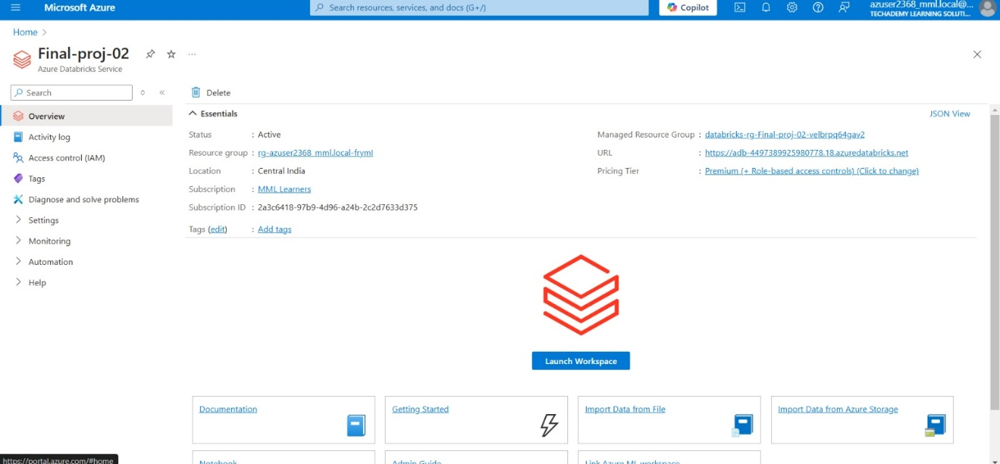 Microsoft Azure
Search resources, services, and docs (G+/)
Copilot
azuser2368_mml.local@...
TECHADEMY LEARNING SOLUTI...
Home >
Final-proj-02
Azure Databricks Service
Search
Overview
Activity log
Access control (IAM)
Tags
Diagnose and solve problems
Settings
Monitoring
Automation
Help
Delete
Essentials
JSON View
Status : Active
Resource group : rg-azuser2368_mml.local-frymI
Location : Central India
Subscription : MML Learners
Subscription ID : 2a3c6418-97b9-4d96-a24b-2c2d7633d375
Tags (edit) : Add tags
Managed Resource Group : databricks-rg-Final-proj-02-velbrpq64gav2
URL : https://adb-4497389925980778.18.azuredatabricks.net
Pricing Tier : Premium (+ Role-based access controls) (Click to change)
Launch Workspace
Documentation
Getting Started
Import Data from File
Import Data from Azure Storage
Notebook
Admin Guide
Link Azure ML workspace
https://portal.azure.com/#home